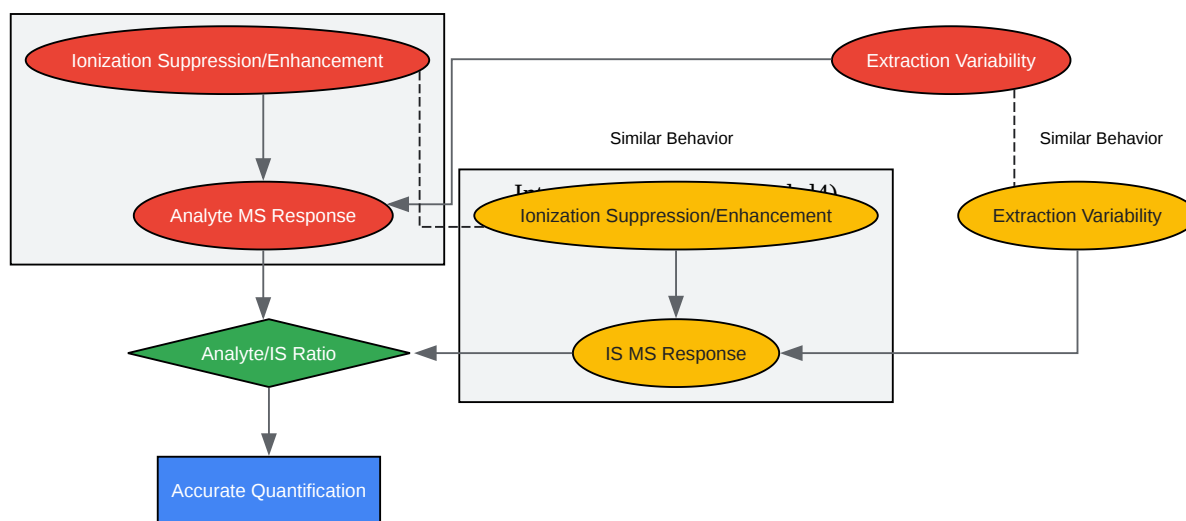 Ionization Suppression/Enhancement
Extraction Variability
Similar Behavior
Similar Behavior
Analyte MS Response
Ionization Suppression/Enhancement
Extraction Variability
Analyte/IS Ratio
IS MS Response
Accurate Quantification